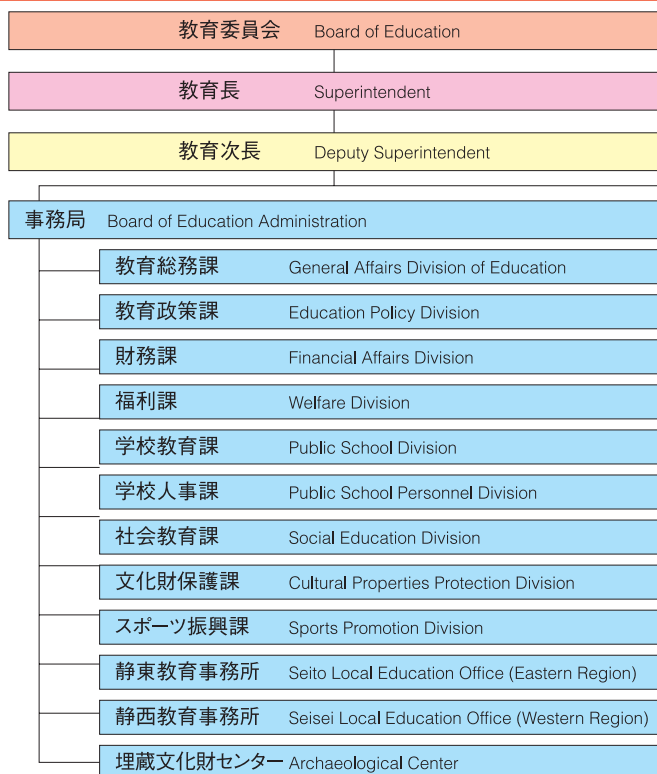 教育委員会 Board of Education
教育長 Superintendent
教育次長 Deputy Superintendent
事務局 Board of Education Administration
教育総務課 General Affairs Division of Education
教育政策課 Education Policy Division
財務課 Financial Affairs Division
福利課 Welfare Division
学校教育課 Public School Division
学校人事課 Public School Personnel Division
社会教育課 Social Education Division
文化財保護課 Cultural Properties Protection Division
スポーツ振興課 Sports Promotion Division
静東教育事務所 Seito Local Education Office (Eastern Region)
静西教育事務所 Seisei Local Education Office (Western Region)
埋蔵文化財センター Archaeological Center